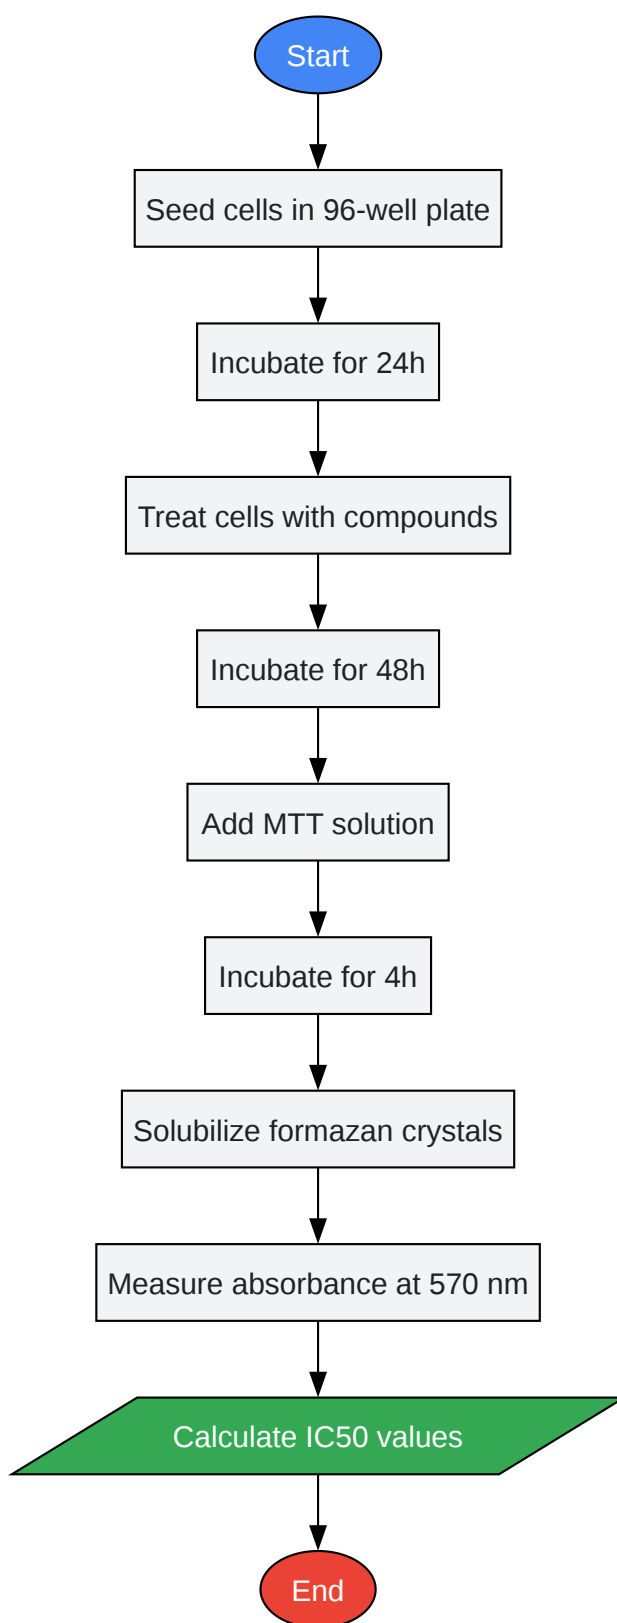 Start
Seed cells in 96-well plate
Incubate for 24h
Treat cells with compounds
Incubate for 48h
Add MTT solution
Incubate for 4h
Solubilize formazan crystals
Measure absorbance at 570 nm
Calculate IC50 values
End